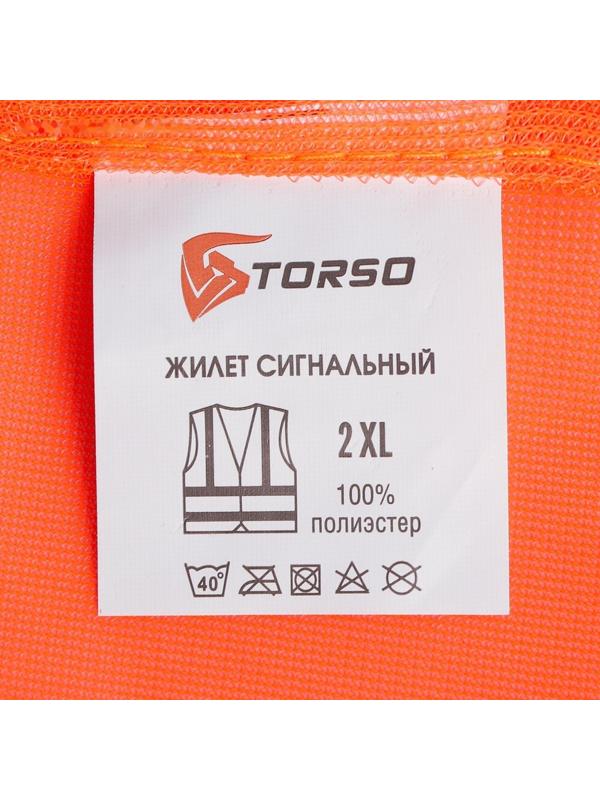 TORSO
ЖИЛЕТ СИГНАЛЬНЫЙ
2 XL
100%
полиэстер
40°